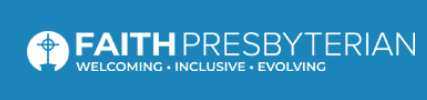 FAITH PRESBYTERIAN
WELCOMING • INCLUSIVE • EVOLVING